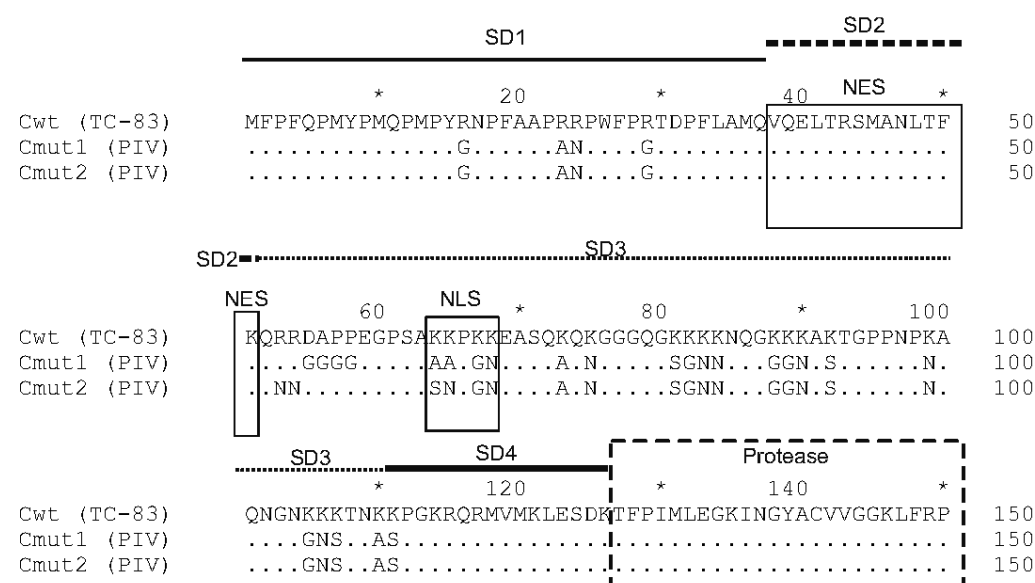 SD1 SD2
* 20 * 40 NES *
Cwt (TC-83) MFPFQPMYPMQPMPYRNPFAAPRRPWFPRTDPFLAMQVQELTRSMANLTF 50
Cmut1 (PIV) ...............G......AN....G..................... 50
Cmut2 (PIV) ...............G......AN....G..................... 50
SD2 SD3
NES 60 NLS * 80 * 100
Cwt (TC-83) KQRRDAPPEGPSAKKPKKEASQKQKGGGQGKKKKNQGKKKAKTGPPNPKA 100
Cmut1 (PIV) ....GGGG.....AA.GN....A.N.....SGNN...GGN.S......N. 100
Cmut2 (PIV) ..NN.........SN.GN....A.N.....SGNN...GGN.S......N. 100
SD3 SD4 Protease
* 120 * 140 *
Cwt (TC-83) QNGNKKKTNKKPGKRQRMVMKLESDKTFPIMLEGKINGYACVVGGKLFRP 150
Cmut1 (PIV) ....GNS..AS....................................... 150
Cmut2 (PIV) ....GNS..AS....................................... 150